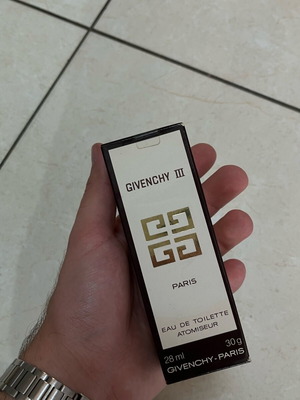 GIVENCHY III
PARIS
EAU DE TOILETTE
ATOMISEUR
28 ml 30 g
GIVENCHY-PARIS